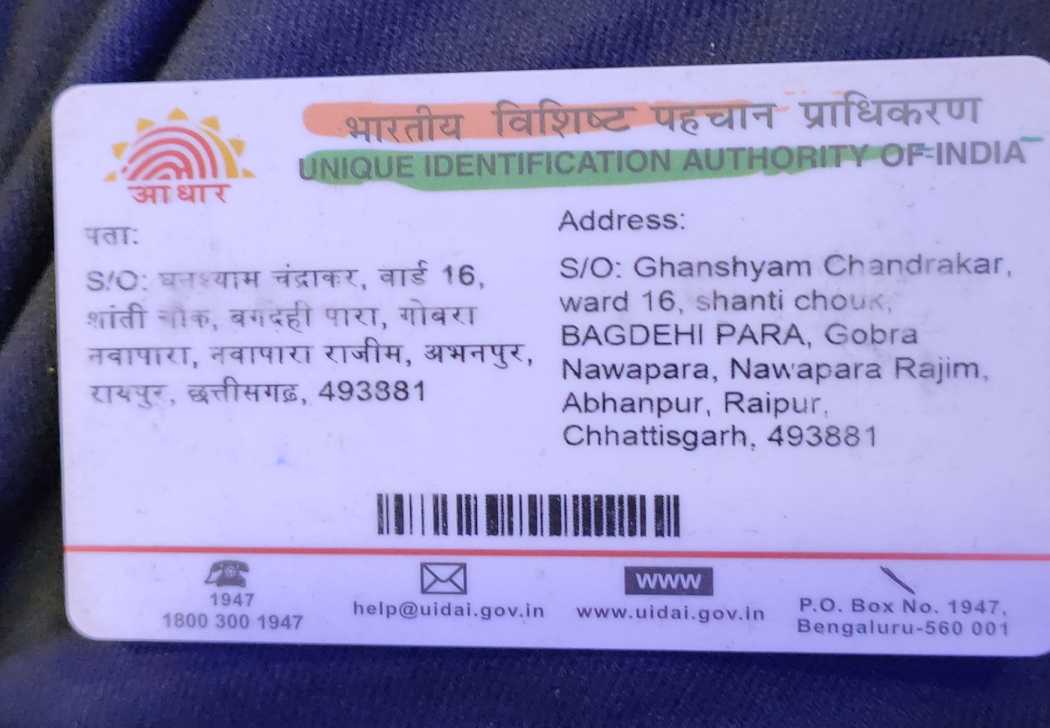 भारतीय विशिष्ट पहचान प्राधिकरण
UNIQUE IDENTIFICATION AUTHORITY OF INDIA
आधार
पता:
S/O: घनश्याम चंद्राकर, वार्ड 16,
शांती चौक, बगदेही पारा, गोबरा
नवापारा, नवापारा राजीम, अभनपुर,
रायपुर, छत्तीसगढ़, 493881
Address:
S/O: Ghanshyam Chandrakar,
ward 16, shanti chouk,
BAGDEHI PARA, Gobra
Nawapara, Nawapara Rajim,
Abhanpur, Raipur,
Chhattisgarh, 493881
1947
1800 300 1947
help@uidai.gov.in
www
www.uidai.gov.in
P.O. Box No. 1947,
Bengaluru-560 001